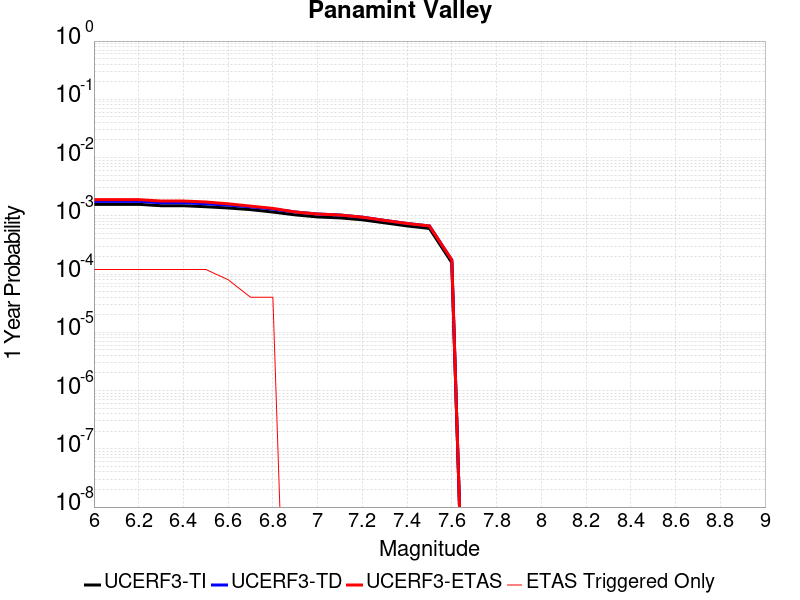 Panamint Valley
10^0
10^-1
10^-2
10^-3
10^-4
10^-5
10^-6
10^-7
10^-8
1 Year Probability
6 6.2 6.4 6.6 6.8 7 7.2 7.4 7.6 7.8 8 8.2 8.4 8.6 8.8 9
Magnitude
UCERF3-TI UCERF3-TD UCERF3-ETAS ETAS Triggered Only